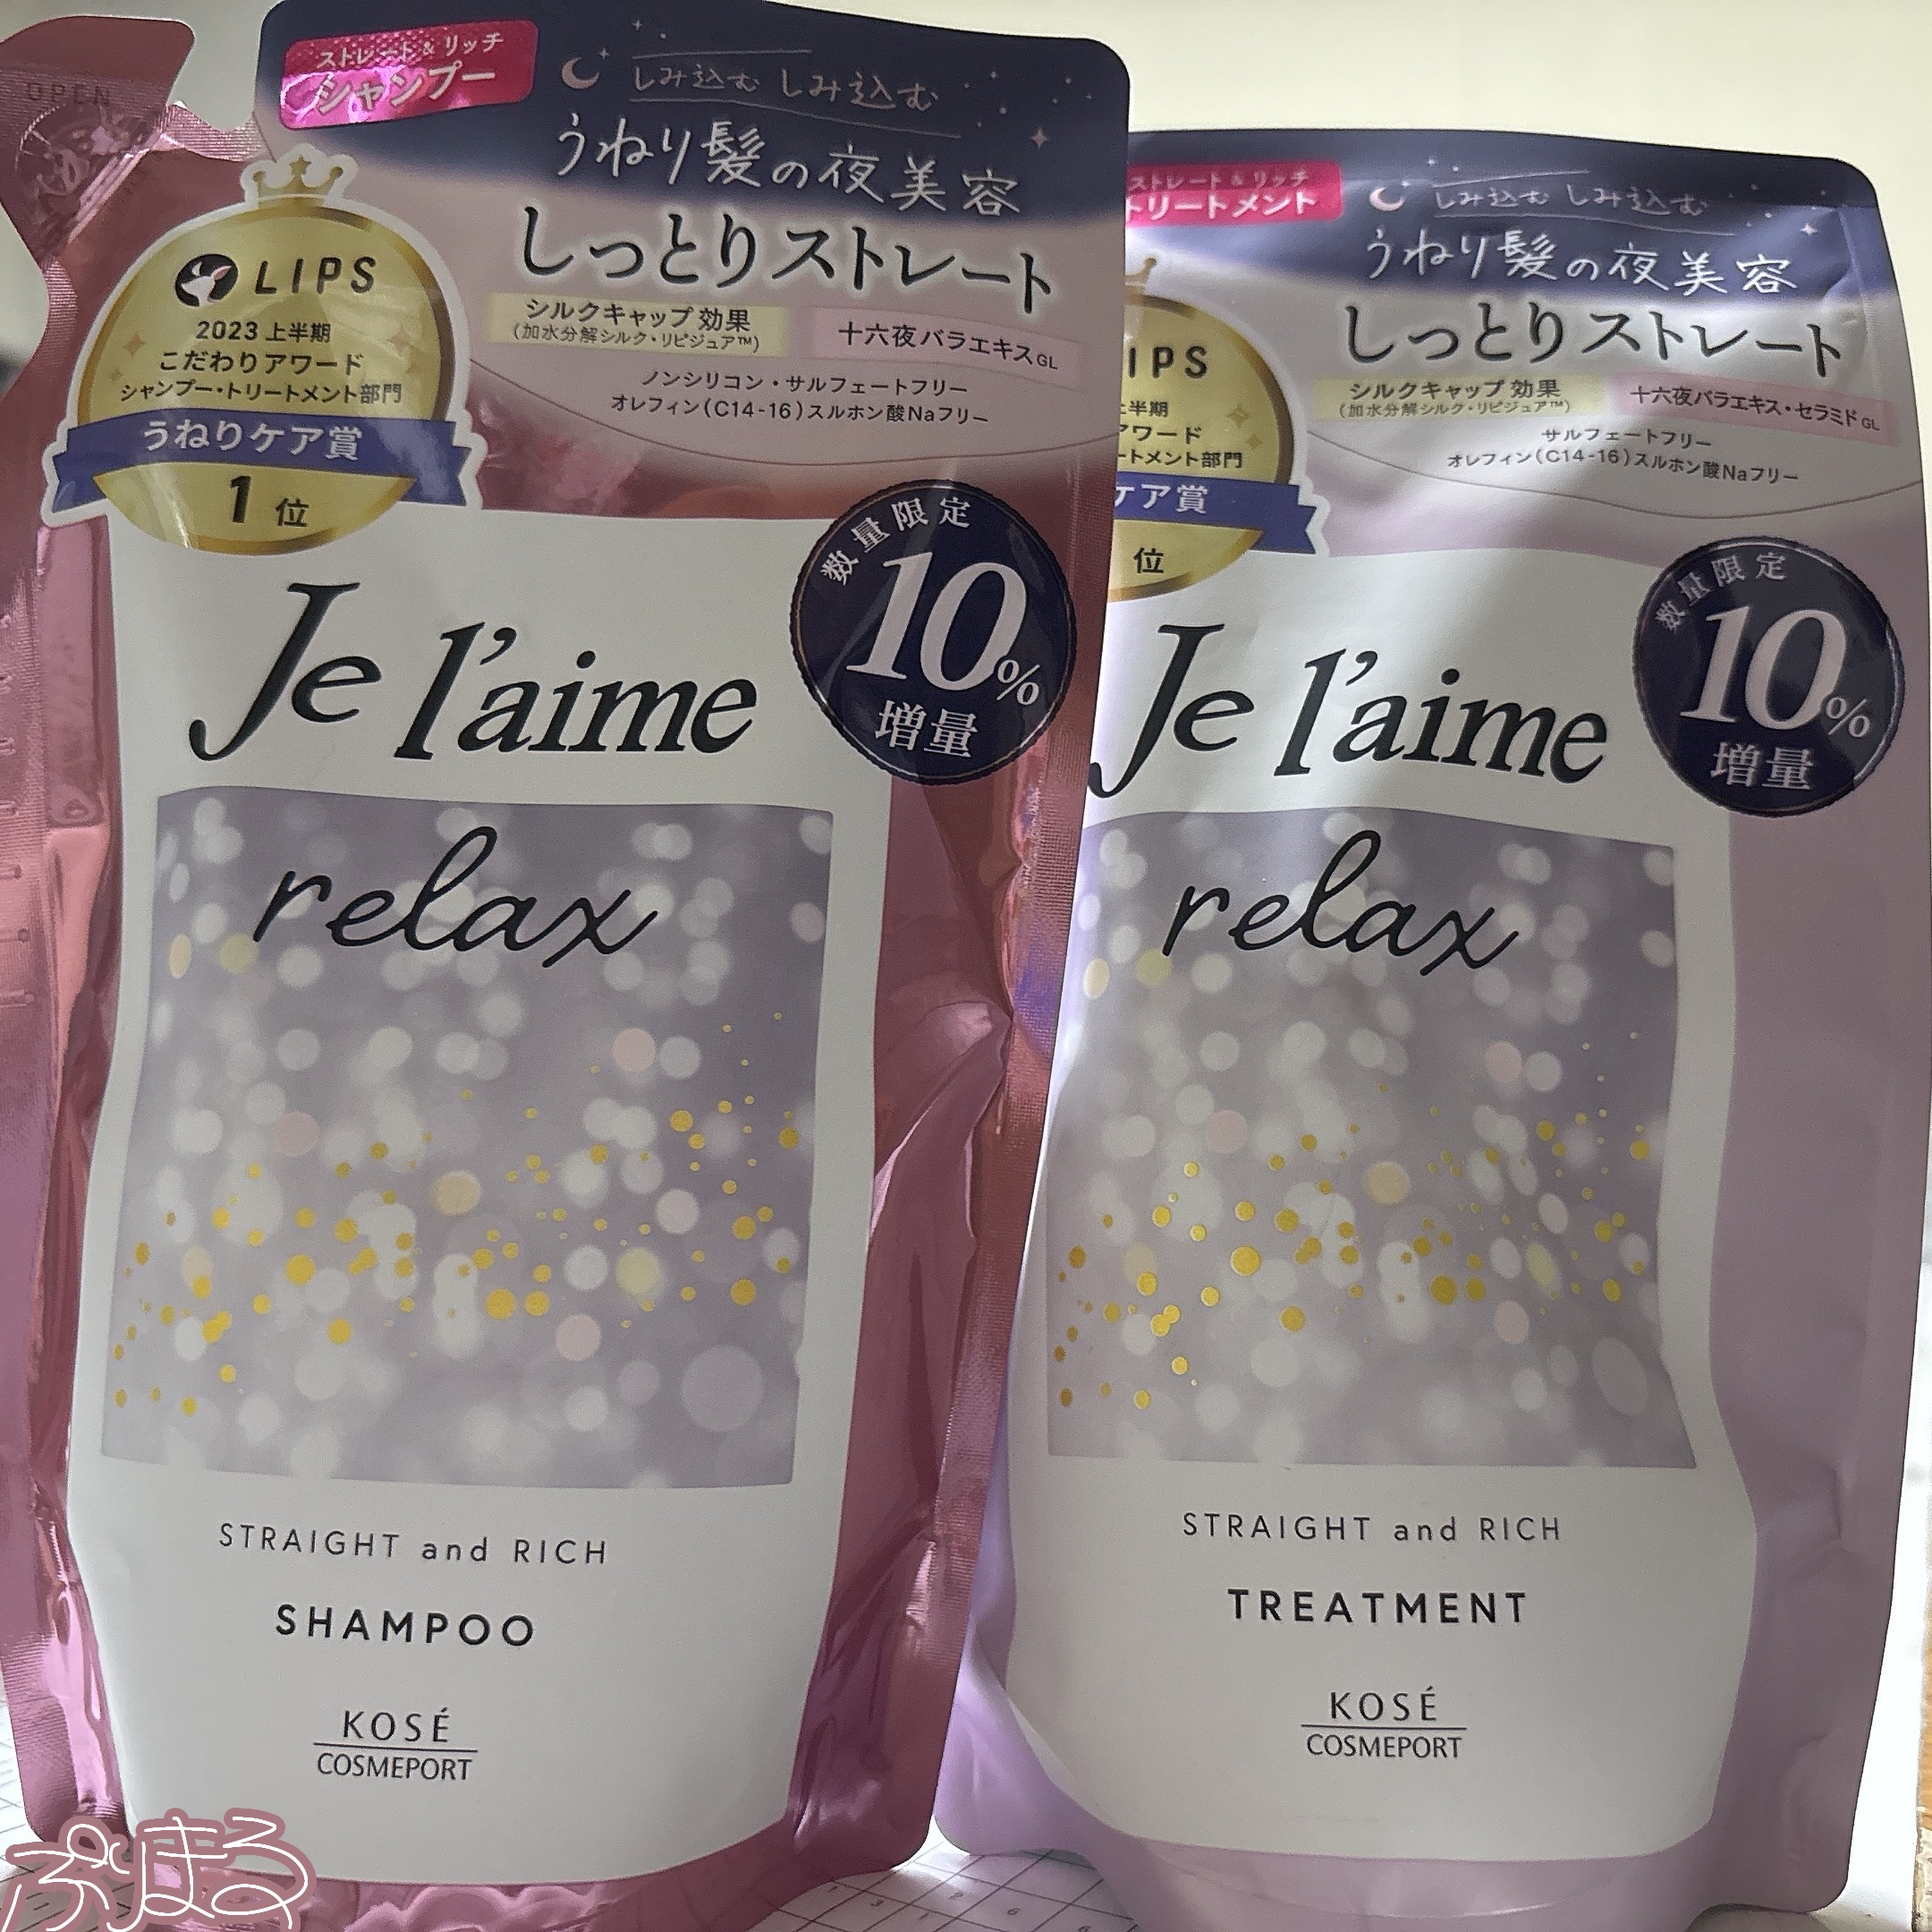 OPEN
ストレート&リッチ
シャンプー
しみ込む しみ込む
うねり髪の夜美容
しっとりストレート
シルクキャップ効果
(加水分解シルク・リピジュア™)
十六夜バラエキスGL
ノンシリコン・サルフェートフリー
オレフィン(C14-16)スルホン酸Naフリー
LIPS
2023 上半期
こだわりアワード
シャンプー・トリートメント部門
うねりケア賞
1位
数量限定
10%
増量
Je l'aime
relax
STRAIGHT and RICH
SHAMPOO
KOSÉ
COSMEPORT
ストレート&リッチ
トリートメント
しみ込む しみ込む
うねり髪の夜美容
しっとりストレート
シルクキャップ効果
(加水分解シルク・リピジュア™)
十六夜バラエキス・セラミドGL
サルフェートフリー
オレフィン(C14-16)スルホン酸Naフリー
IPS
上半期
アワード
ートメント部門
ケア賞
位
数量限定
10%
増量
Je l'aime
relax
STRAIGHT and RICH
TREATMENT
KOSÉ
COSMEPORT
ぷりまる